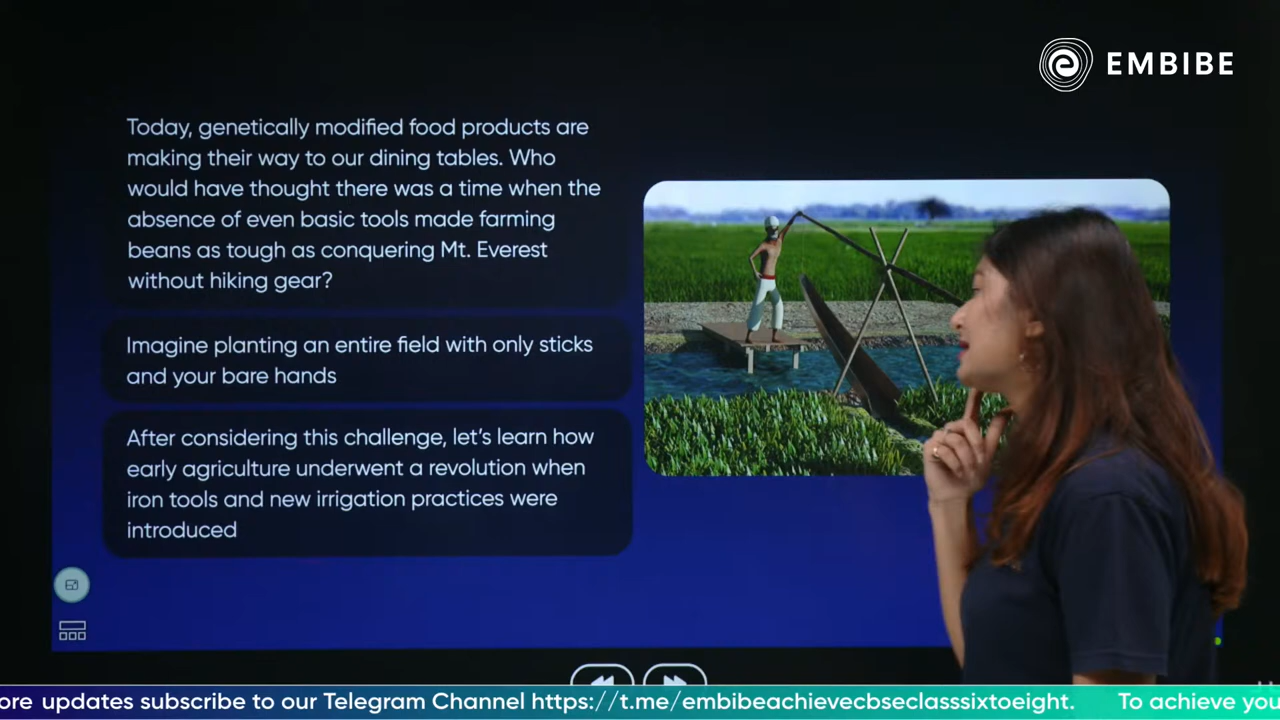 EMBIBE
Today, genetically modified food products are
making their way to our dining tables. Who
would have thought there was a time when the
absence of even basic tools made farming
beans as tough as conquering Mt. Everest
without hiking gear?
Imagine planting an entire field with only sticks
and your bare hands
After considering this challenge, let's learn how
early agriculture underwent a revolution when
iron tools and new irrigation practices were
introduced
ore updates subscribe to our Telegram Channel https://t.me/embibeachievecbseclasssixtoeight. To achieve you